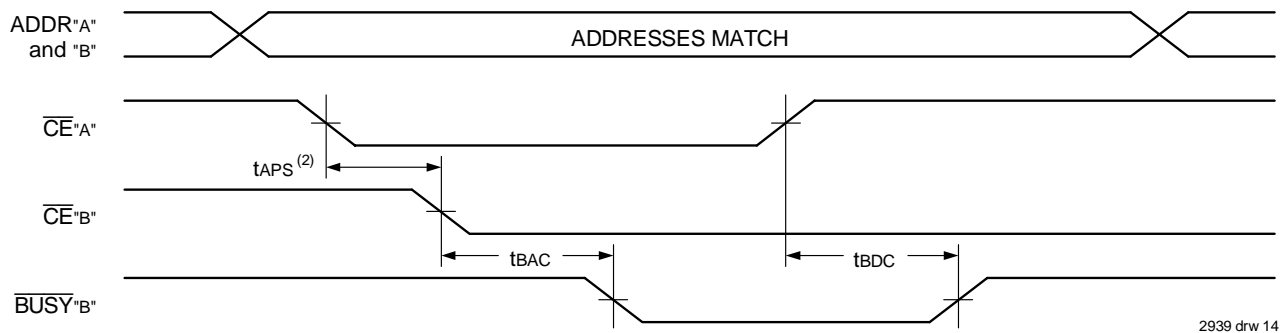 ADDR"A"
and "B"
ADDRESSES MATCH
CE"A"
tAPS (2)
CE"B"
tBAC
tBDC
BUSY"B"
2939 drw 14